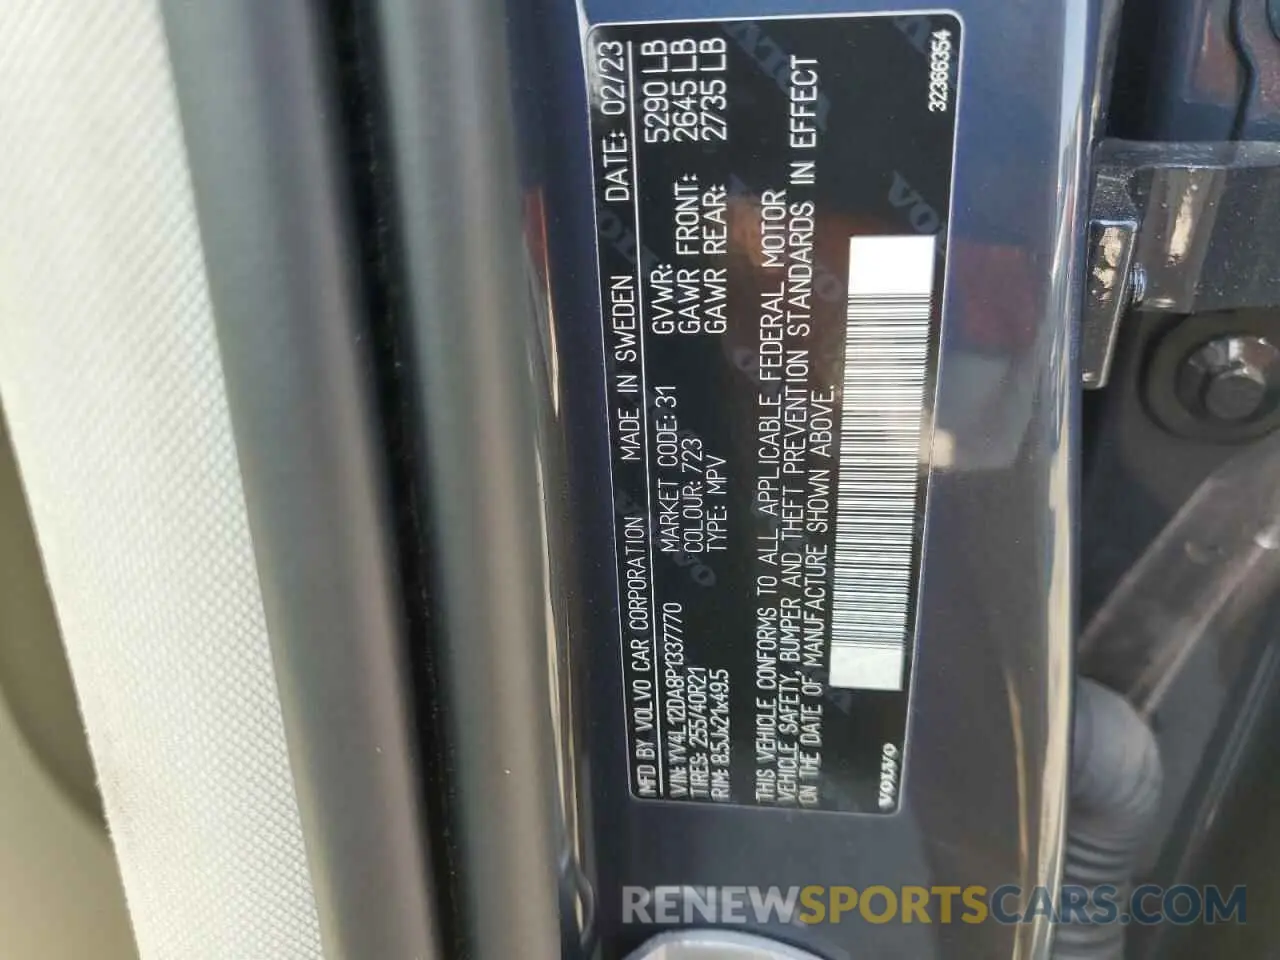 MFD BY VOLVO CAR CORPORATION MADE IN SWEDEN DATE: 02/23
VIN: YV4L12DA8P1337770 MARKET CODE: 31 GVWR: 5290 LB
TIRES: 255/40R21 COLOUR: 723 GAWR FRONT: 2645 LB
RIM: 8.5Jx21x49.5 TYPE: MPV GAWR REAR: 2735 LB
THIS VEHICLE CONFORMS TO ALL APPLICABLE FEDERAL MOTOR
VEHICLE SAFETY, BUMPER AND THEFT PREVENTION STANDARDS IN EFFECT
ON THE DATE OF MANUFACTURE SHOWN ABOVE.
VOLVO
32366354
RENEWSPORTSCARS.COM